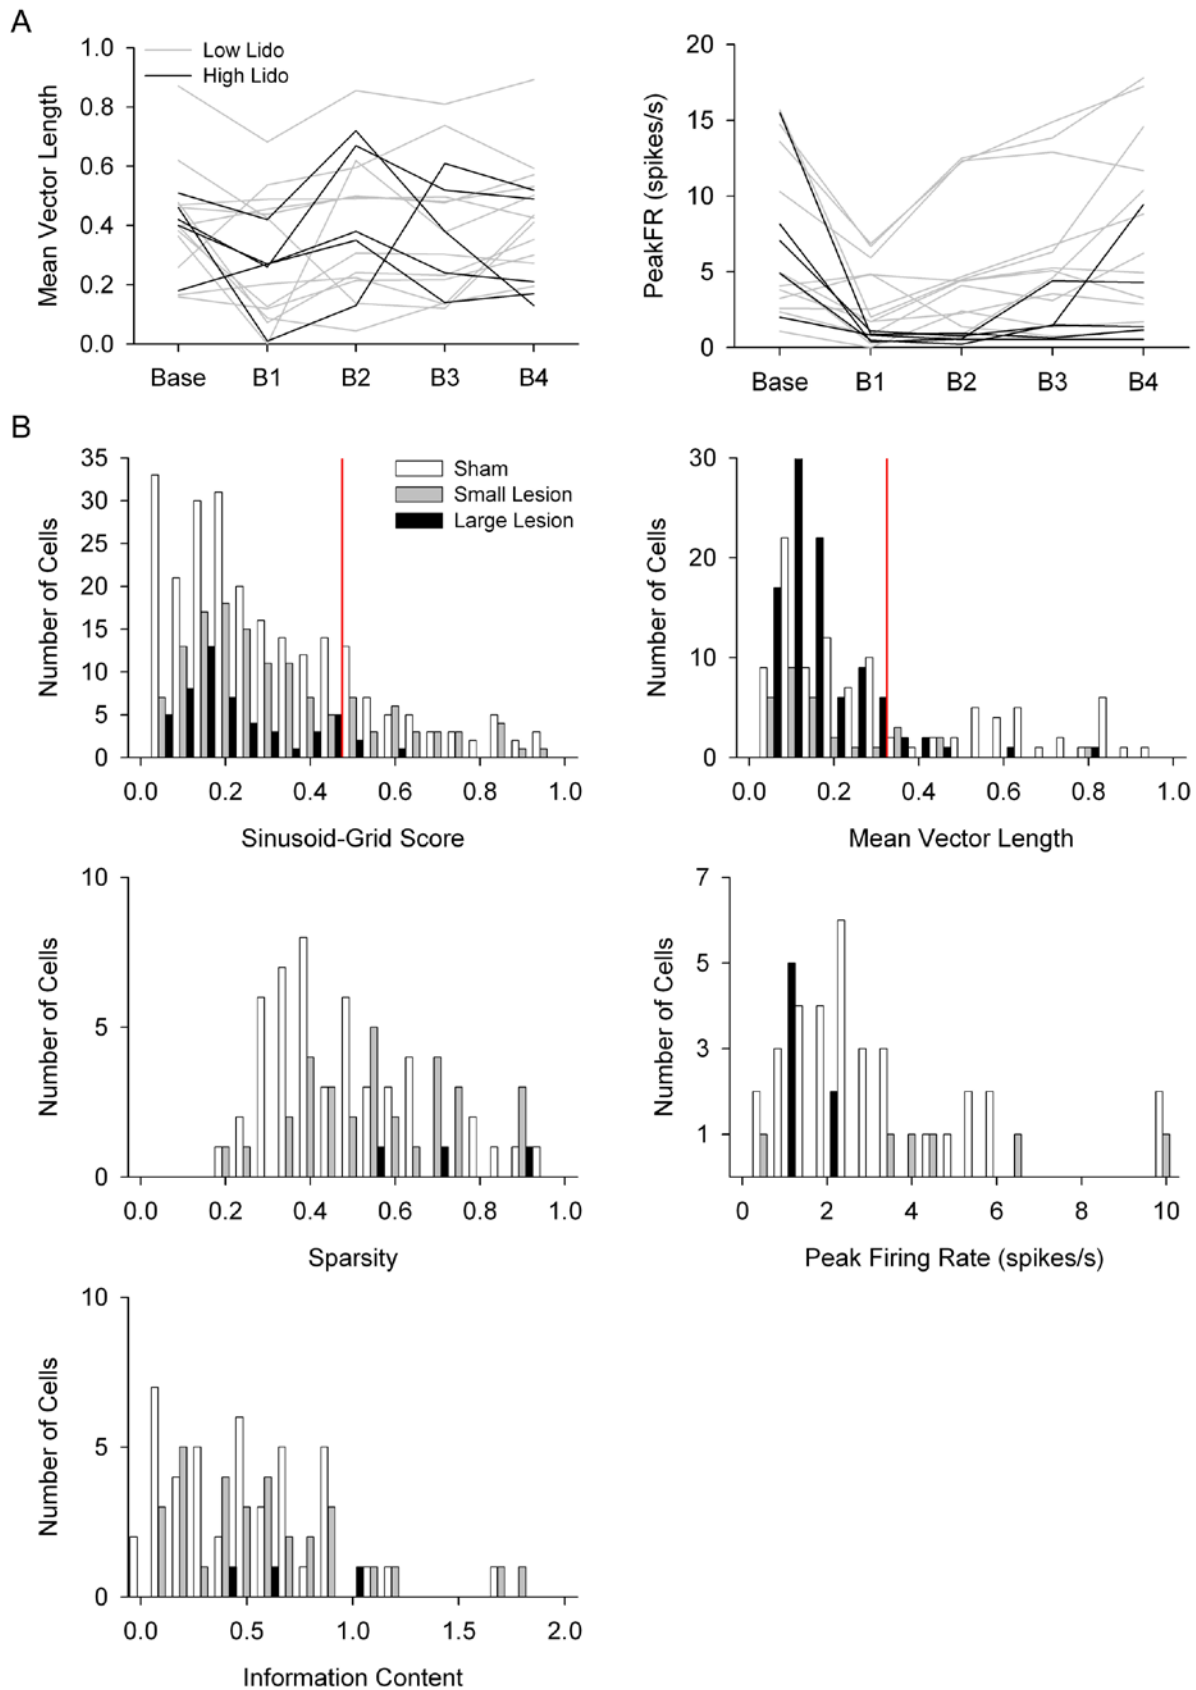 A
Low Lido
High Lido
1.0
0.8
0.6
0.4
0.2
0.0
Mean Vector Length
Base B1 B2 B3 B4
20
15
10
5
0
PeakFR (spikes/s)
Base B1 B2 B3 B4
B
Sham
Small Lesion
Large Lesion
35
30
25
20
15
10
5
0
Number of Cells
0.0 0.2 0.4 0.6 0.8 1.0
Sinusoid-Grid Score
30
20
10
0
Number of Cells
0.0 0.2 0.4 0.6 0.8 1.0
Mean Vector Length
10
5
0
Number of Cells
0.0 0.2 0.4 0.6 0.8 1.0
Sparsity
7
5
3
1
Number of Cells
0 2 4 6 8 10
Peak Firing Rate (spikes/s)
10
5
0
Number of Cells
0.0 0.5 1.0 1.5 2.0
Information Content